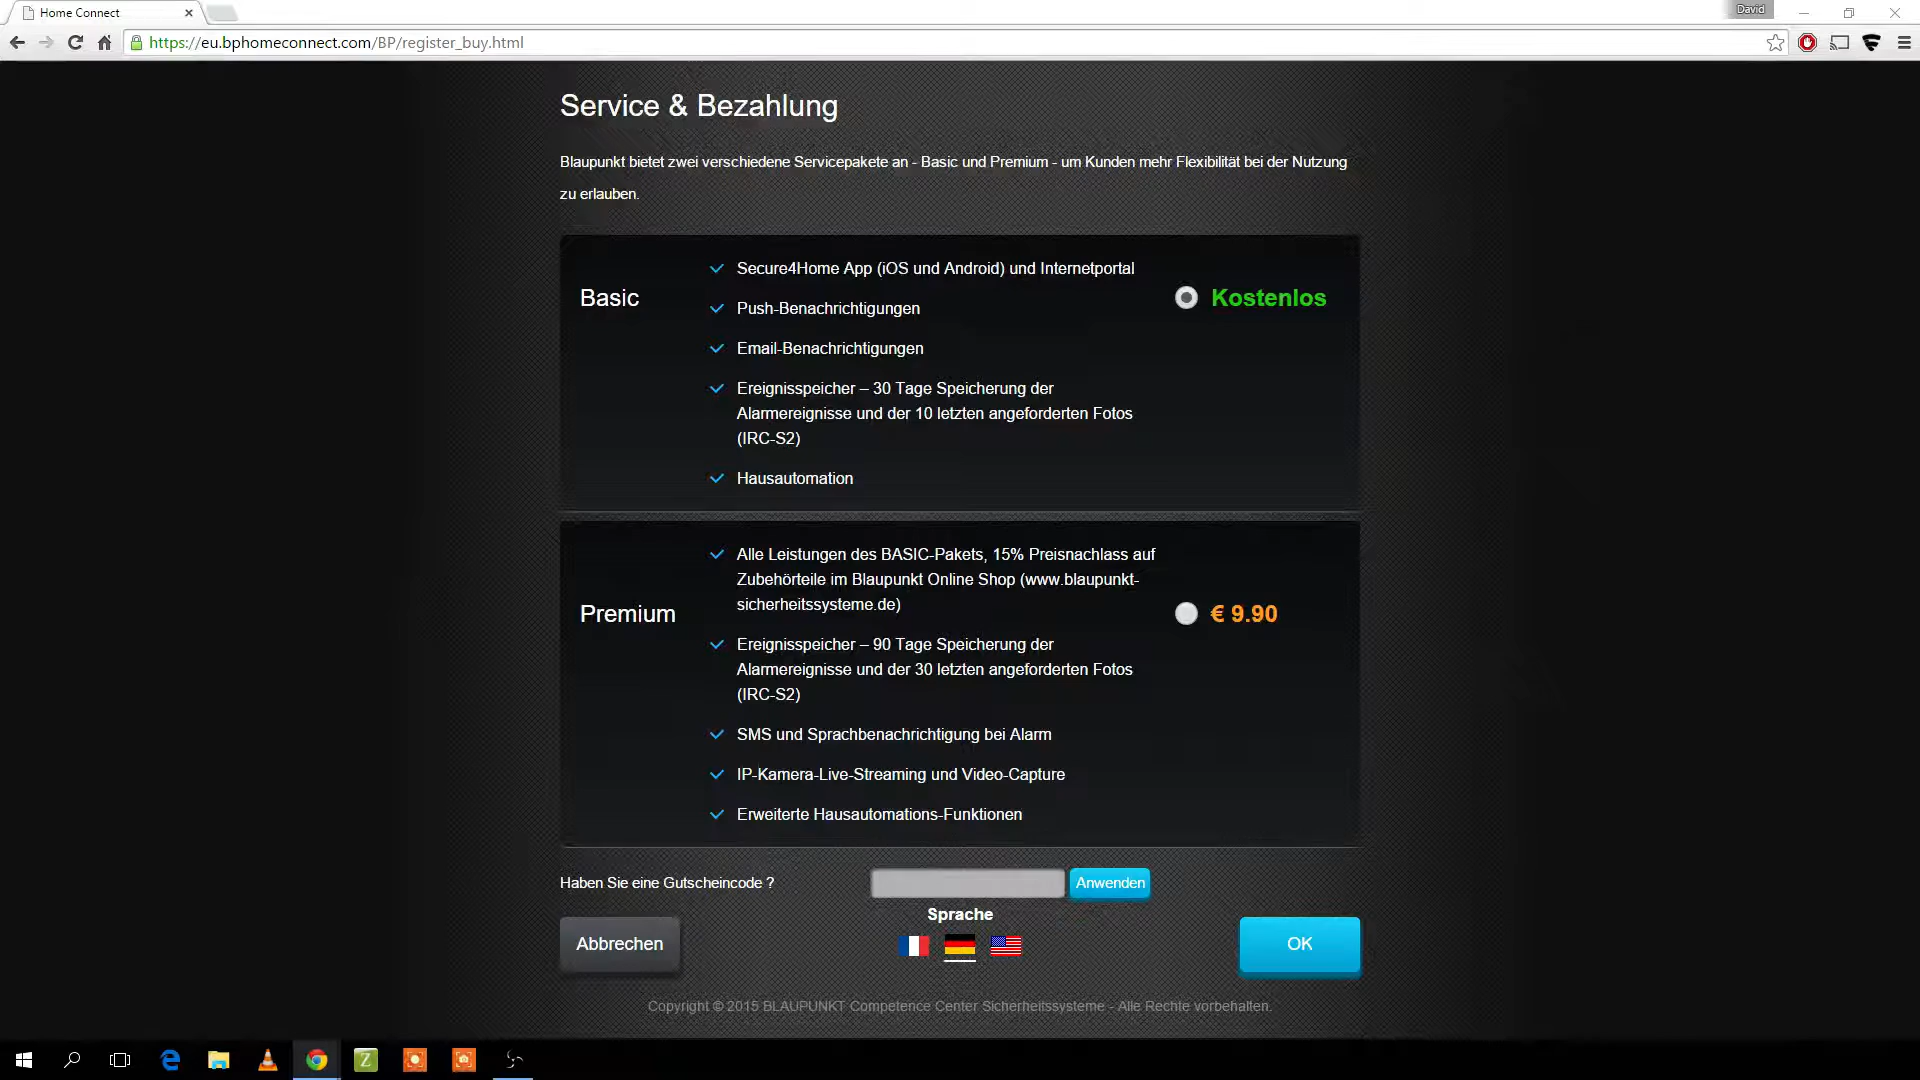 Home Connect
David
https://eu.bphomeconnect.com/BP/register_buy.html
Service & Bezahlung
Blaupunkt bietet zwei verschiedene Servicepakete an - Basic und Premium - um Kunden mehr Flexibilität bei der Nutzung
zu erlauben.
Basic
Secure4Home App (iOS und Android) und Internetportal
Push-Benachrichtigungen
Email-Benachrichtigungen
Ereignisspeicher – 30 Tage Speicherung der
Alarmereignisse und der 10 letzten angeforderten Fotos
(IRC-S2)
Hausautomation
Kostenlos
Premium
Alle Leistungen des BASIC-Pakets, 15% Preisnachlass auf
Zubehörteile im Blaupunkt Online Shop (www.blaupunkt-
sicherheitssysteme.de)
Ereignisspeicher – 90 Tage Speicherung der
Alarmereignisse und der 30 letzten angeforderten Fotos
(IRC-S2)
SMS und Sprachbenachrichtigung bei Alarm
IP-Kamera-Live-Streaming und Video-Capture
Erweiterte Hausautomations-Funktionen
€ 9.90
Haben Sie eine Gutscheincode ?
Anwenden
Sprache
Abbrechen
OK
Copyright © 2015 BLAUPUNKT Competence Center Sicherheitssysteme - Alle Rechte vorbehalten.